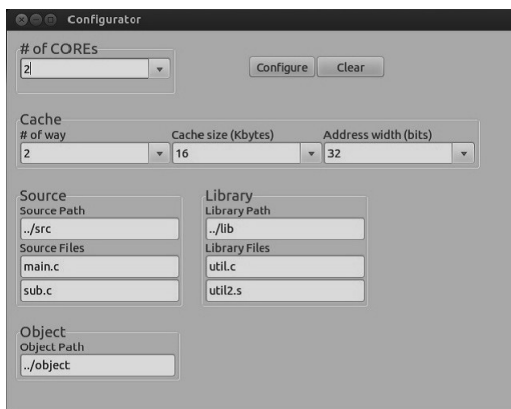 Configurator
# of COREs
2
Configure Clear
Cache
# of way Cache size (Kbytes) Address width (bits)
2 16 32
Source
Source Path
../src
Source Files
main.c
sub.c
Library
Library Path
../lib
Library Files
util.c
util2.s
Object
Object Path
../object